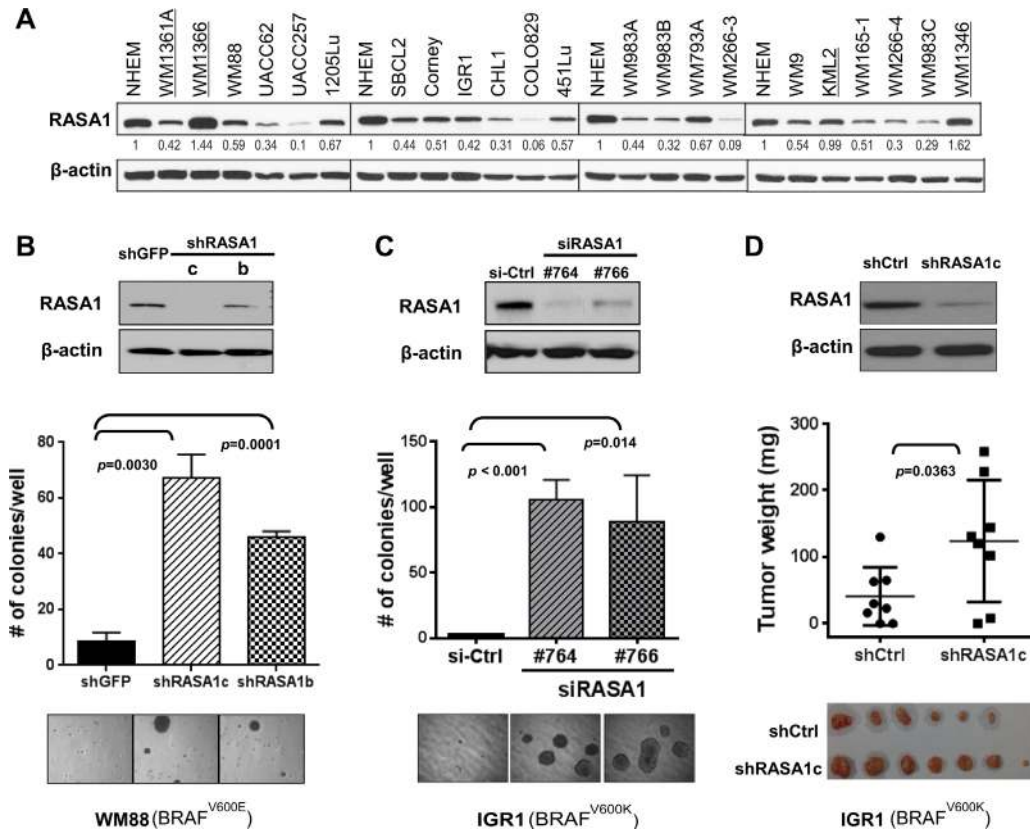 A
NHEM WM1361A WM1366 WM88 UACC62 UACC257 1205Lu NHEM SBCL2 Corney IGR1 CHL1 COLO829 451Lu NHEM WM983A WM983B WM793A WM266-3 NHEM WM9 KML2 WM165-1 WM266-4 WM983C WM1346
RASA1
1 0.42 1.44 0.59 0.34 0.1 0.67 1 0.44 0.51 0.42 0.31 0.06 0.57 1 0.44 0.32 0.67 0.09 1 0.54 0.99 0.51 0.3 0.29 1.62
β-actin
B
shRASA1
shGFP c b
RASA1
β-actin
p=0.0001
p=0.0030
# of colonies/well
80
60
40
20
0
shGFP shRASA1c shRASA1b
WM88 (BRAF V600E)
C
siRASA1
si-Ctrl #764 #766
RASA1
β-actin
p=0.014
p < 0.001
# of colonies/well
150
100
50
0
si-Ctrl #764 #766
siRASA1
IGR1 (BRAF V600K)
D
shCtrl shRASA1c
RASA1
β-actin
p=0.0363
Tumor weight (mg)
300
200
100
0
shCtrl shRASA1c
shCtrl
shRASA1c
IGR1 (BRAF V600K)